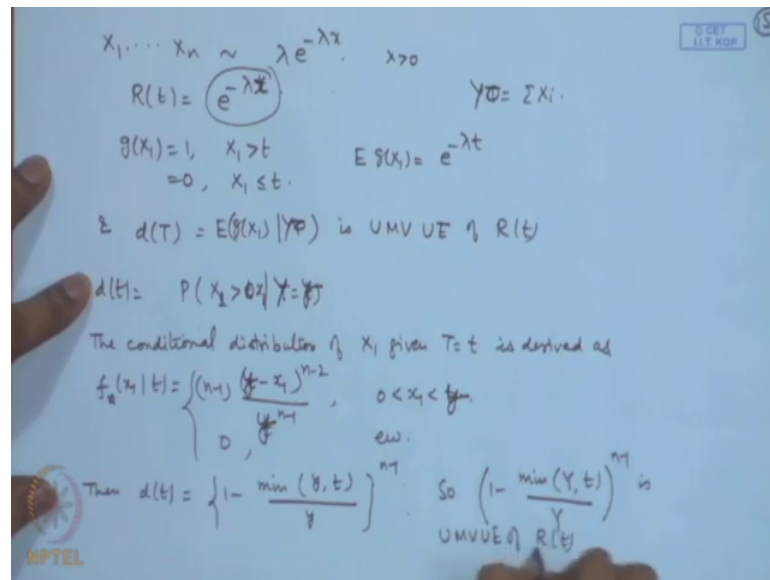 X₁, ..... Xₙ ~ λ e^{-λx}. λ>0
R(t) = e^{-λt} Y = ΣXᵢ.
g(X₁) = 1, X₁ > t E g(X₁) = e^{-λt}
= 0, X₁ ≤ t.
& d(T) = E(g(X₁) | Y) is UMVUE of R(t)
d(t) = P(X₁ > | Y = y)
The conditional distribution of X₁ given T = t is derived as
f (x₁|t) = { (n-1) (y - x₁)^{n-2} / y^{n-1}, 0 < x₁ < y
0, ew.
Then d(t) = { 1 - min(y, t) / y }^{n-1}. So (1 - min(Y, t) / Y)^{n-1} is
UMVUE of R(t)
© CET
I.I.T. KGP
15
NPTEL